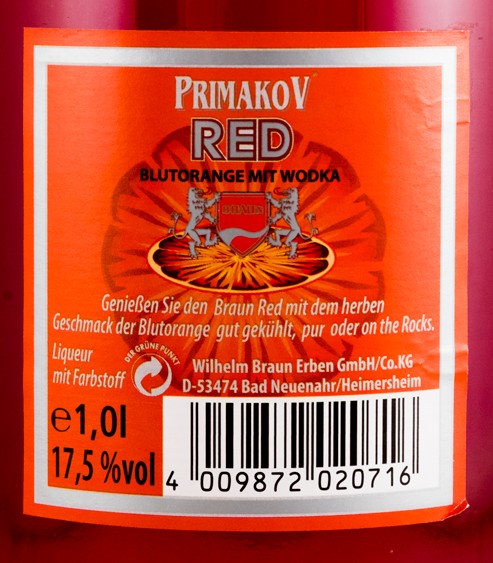 PRIMAKOV
RED
BLUTORANGE MIT WODKA
BRAUN
Genießen Sie den Braun Red mit dem herben
Geschmack der Blutorange gut gekühlt, pur oder on the Rocks.
Liqueur
mit Farbstoff
DER GRÜNE PUNKT
Wilhelm Braun Erben GmbH/Co.KG
D-53474 Bad Neuenahr/Heimersheim
℮1,0l
17,5 %vol
4 009872 020716